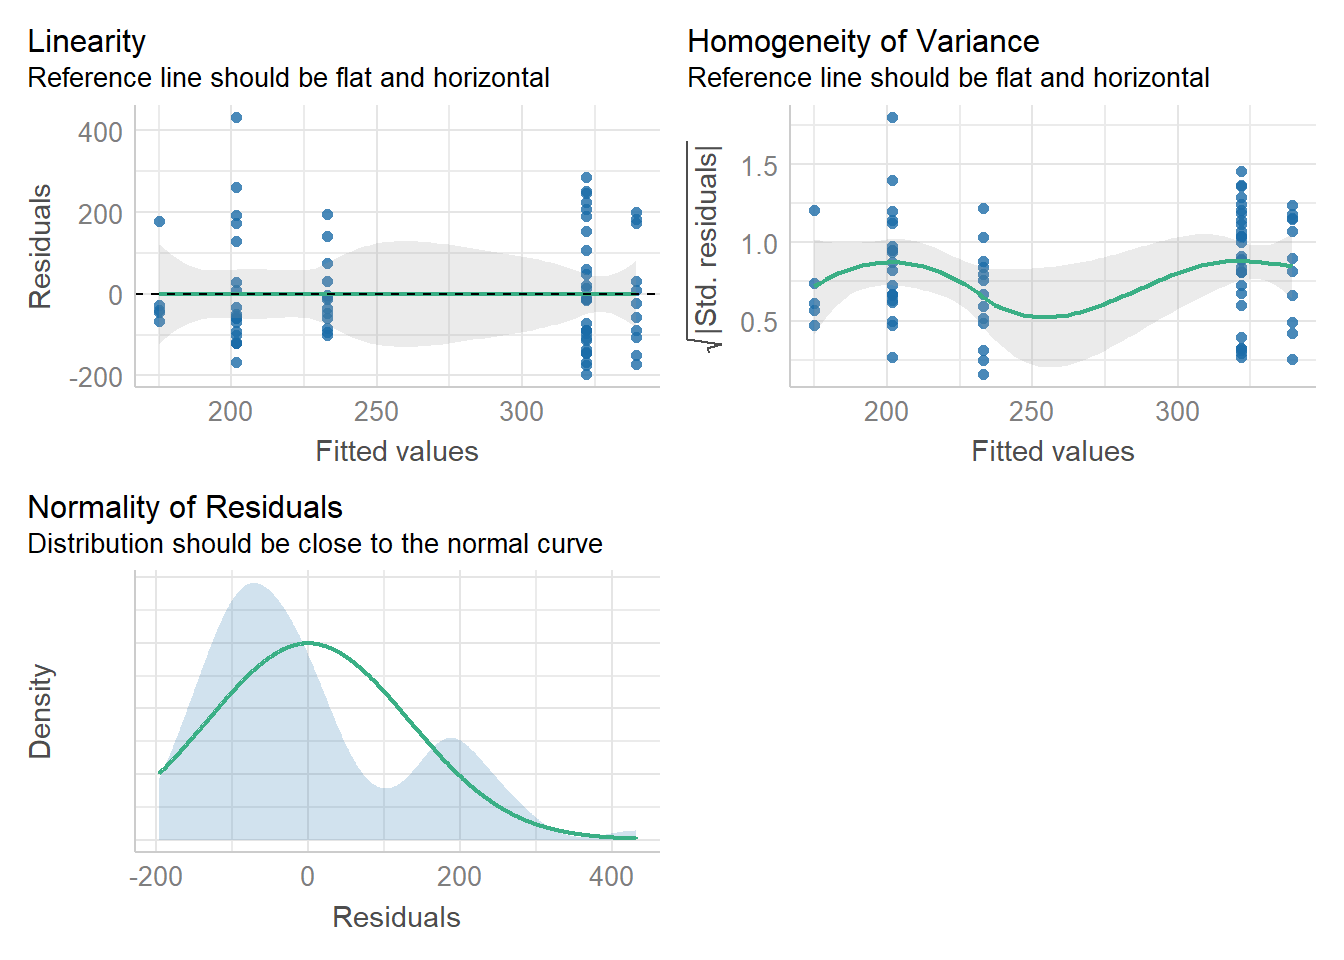 Linearity
Reference line should be flat and horizontal
400
200
0
-200
Residuals
200
250
300
Fitted values
Homogeneity of Variance
Reference line should be flat and horizontal
1.5
1.0
0.5
√|Std. residuals|
200
250
300
Fitted values
Normality of Residuals
Distribution should be close to the normal curve
Density
-200
0
200
400
Residuals